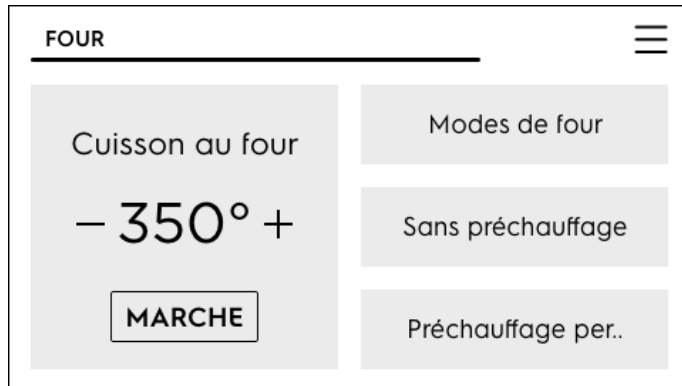 FOUR
Cuisson au four
− 350° +
MARCHE
Modes de four
Sans préchauffage
Préchauffage per..